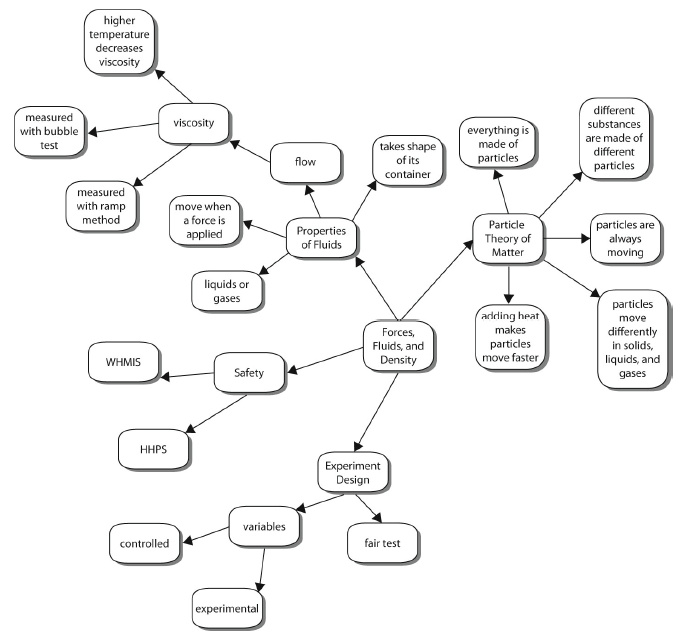 higher
temperature
decreases
viscosity
measured
with bubble
test
viscosity
measured
with ramp
method
flow
takes shape
of its
container
move when
a force is
applied
Properties
of Fluids
liquids or
gases
everything is
made of
particles
different
substances
are made of
different
particles
Particle
Theory of
Matter
particles are
always
moving
adding heat
makes
particles
move faster
particles
move
differently
in solids,
liquids, and
gases
Forces,
Fluids, and
Density
WHMIS
Safety
HHPS
Experiment
Design
variables
controlled
fair test
experimental